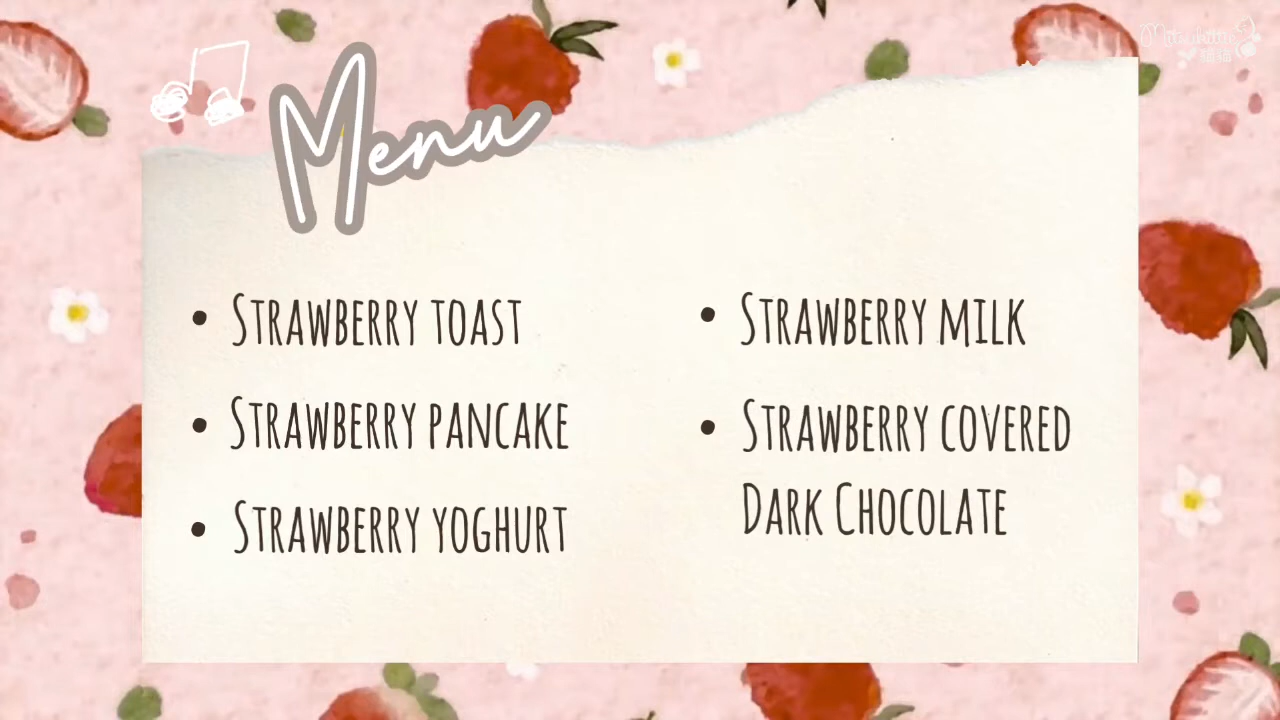 Menu
• Strawberry toast
• Strawberry pancake
• Strawberry yoghurt
• Strawberry milk
• Strawberry covered
Dark Chocolate